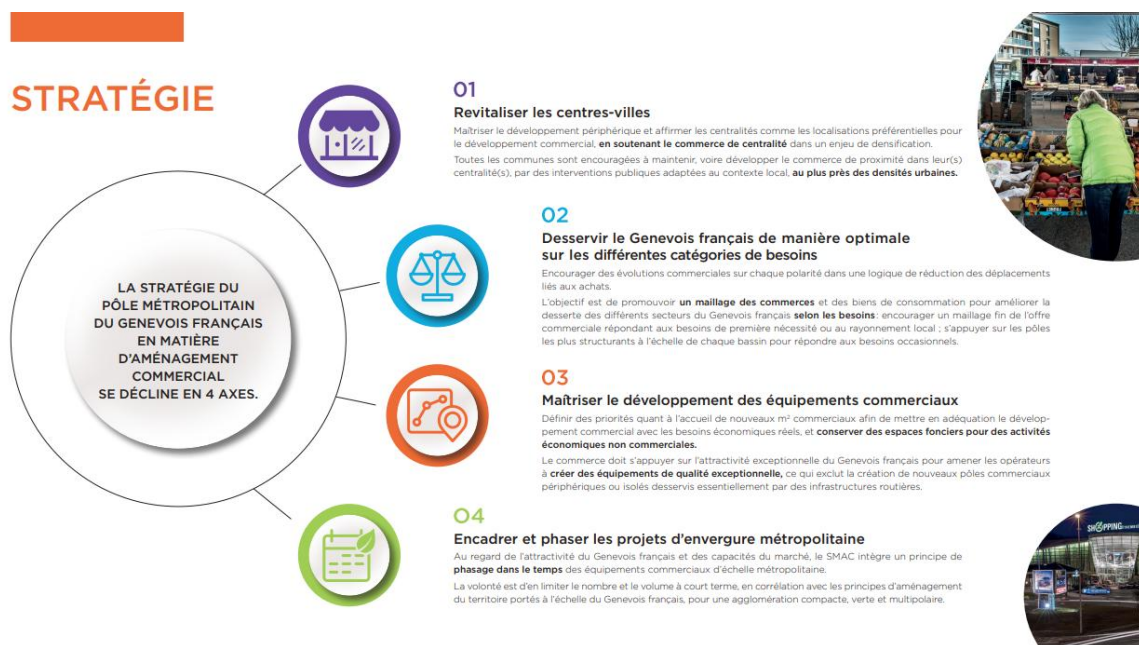 STRATÉGIE
LA STRATÉGIE DU
PÔLE MÉTROPOLITAIN
DU GENEVOIS FRANÇAIS
EN MATIÈRE
D'AMÉNAGEMENT
COMMERCIAL
SE DÉCLINE EN 4 AXES.
01
Revitaliser les centres-villes
Maîtriser le développement périphérique et affirmer les centralités comme les localisations préférentielles pour
le développement commercial, en soutenant le commerce de centralité dans un enjeu de densification.
Toutes les communes sont encouragées à maintenir, voire développer le commerce de proximité dans leur(s)
centralité(s), par des interventions publiques adaptées au contexte local, au plus près des densités urbaines.
02
Desservir le Genevois français de manière optimale
sur les différentes catégories de besoins
Encourager des évolutions commerciales sur chaque polarité dans une logique de réduction des déplacements
liés aux achats.
L'objectif est de promouvoir un maillage des commerces et des biens de consommation pour améliorer la
desserte des différents secteurs du Genevois français selon les besoins : encourager un maillage fin de l'offre
commerciale répondant aux besoins de première nécessité ou au rayonnement local ; s'appuyer sur les pôles
les plus structurants à l'échelle de chaque bassin pour répondre aux besoins occasionnels.
03
Maîtriser le développement des équipements commerciaux
Définir des priorités quant à l'accueil de nouveaux m² commerciaux afin de mettre en adéquation le dévelop-
pement commercial avec les besoins économiques réels, et conserver des espaces fonciers pour des activités
économiques non commerciales.
Le commerce doit s'appuyer sur l'attractivité exceptionnelle du Genevois français pour amener les opérateurs
à créer des équipements de qualité exceptionnelle, ce qui exclut la création de nouveaux pôles commerciaux
périphériques ou isolés desservis essentiellement par des infrastructures routières.
04
Encadrer et phaser les projets d'envergure métropolitaine
Au regard de l'attractivité du Genevois français et des capacités du marché, le SMAC intègre un principe de
phasage dans le temps des équipements commerciaux d'échelle métropolitaine.
La volonté est d'en limiter le nombre et le volume à court terme, en corrélation avec les principes d'aménagement
du territoire portés à l'échelle du Genevois français, pour une agglomération compacte, verte et multipolaire.
SHOPPING